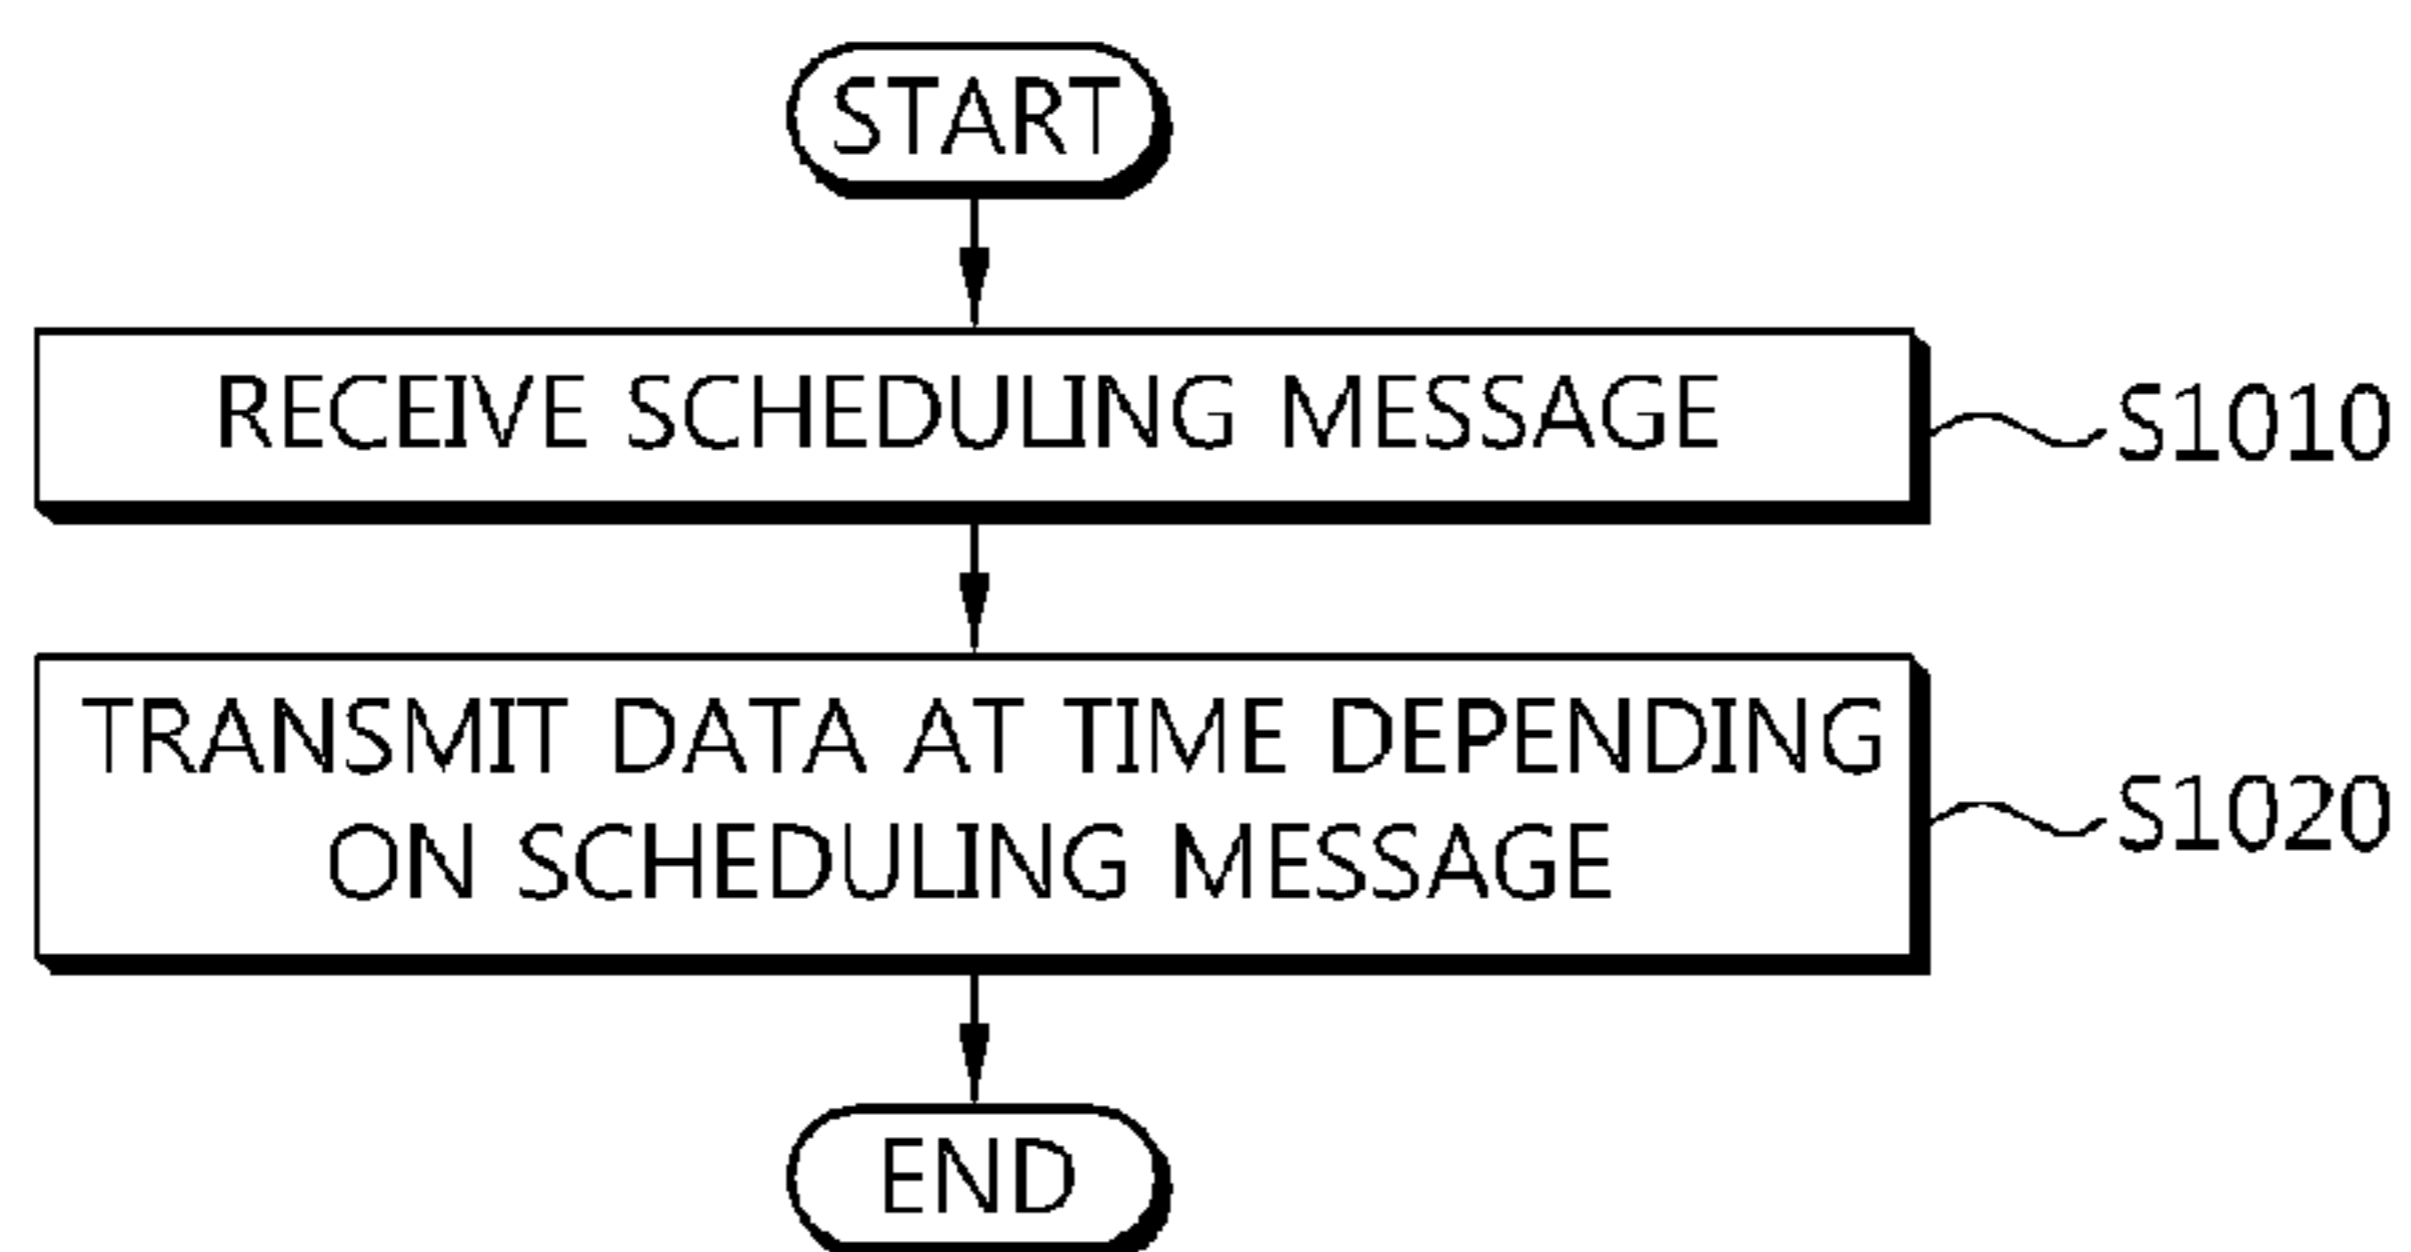 START
RECEIVE SCHEDULING MESSAGE
S1010
TRANSMIT DATA AT TIME DEPENDING
ON SCHEDULING MESSAGE
S1020
END